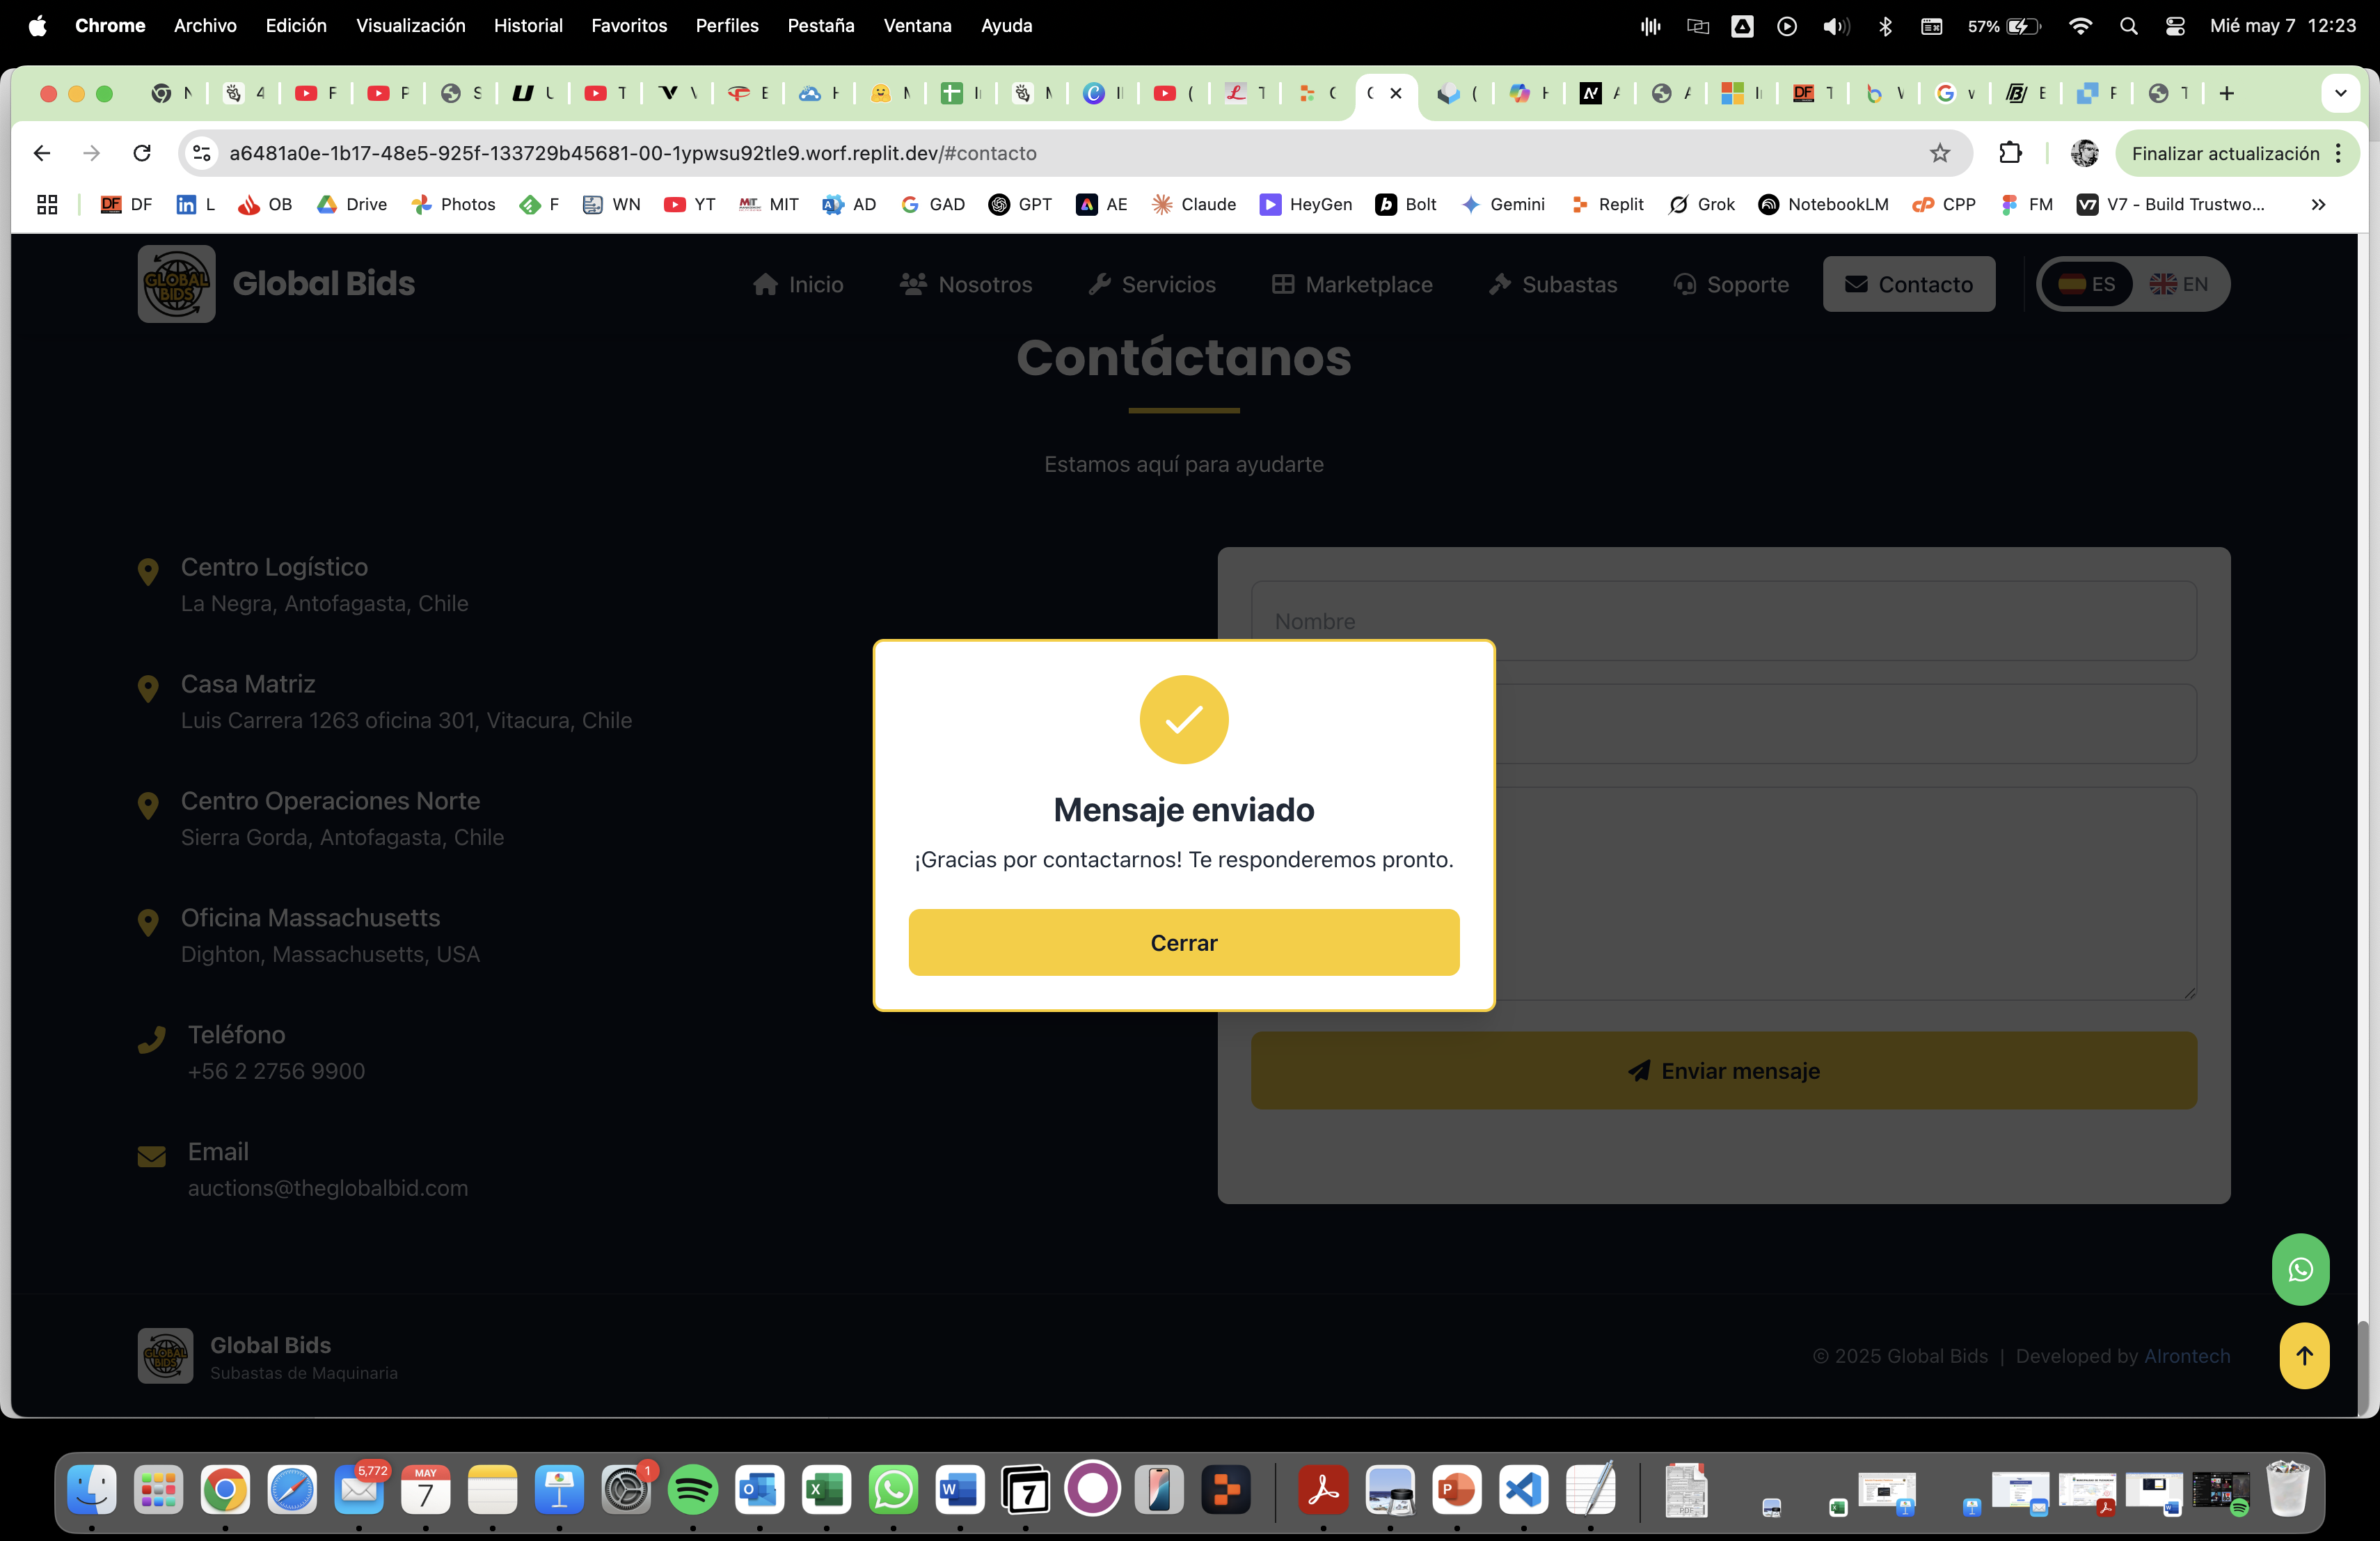 Chrome Archivo Edición Visualización Historial Favoritos Perfiles Pestaña Ventana Ayuda 57% Mié may 7 12:23
a6481a0e-1b17-48e5-925f-133729b45681-00-1ypwsu92tle9.worf.replit.dev/#contacto Finalizar actualización
DF L OB Drive Photos F WN YT MIT AD GAD GPT AE Claude HeyGen Bolt Gemini Replit Grok NotebookLM CPP FM V7 - Build Trustwo...
GLOBAL BIDS Global Bids Inicio Nosotros Servicios Marketplace Subastas Soporte Contacto ES EN
Contáctanos
Estamos aquí para ayudarte
Centro Logístico
La Negra, Antofagasta, Chile
Casa Matriz
Luis Carrera 1263 oficina 301, Vitacura, Chile
Centro Operaciones Norte
Sierra Gorda, Antofagasta, Chile
Oficina Massachusetts
Dighton, Massachusetts, USA
Teléfono
+56 2 2756 9900
Email
auctions@theglobalbid.com
Nombre
Mensaje enviado
¡Gracias por contactarnos! Te responderemos pronto.
Cerrar
Enviar mensaje
GLOBAL BIDS
Global Bids
Subastas de Maquinaria
© 2025 Global Bids | Developed by AIrontech
5,772
MAY
7
1
7